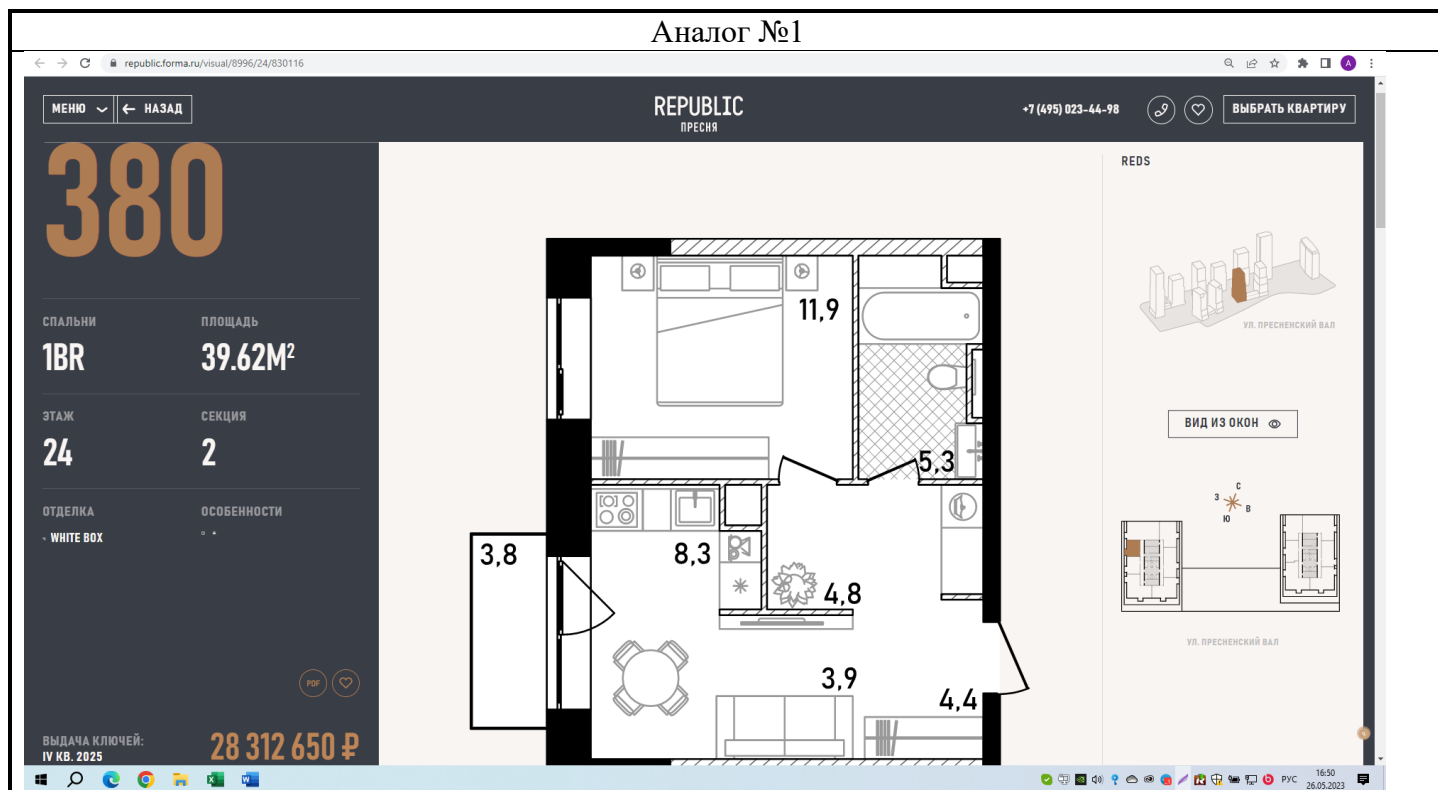 Аналог №1
republic.forma.ru/visual/8996/24/830116
МЕНЮ
НАЗАД
REPUBLIC
ПРЕСНЯ
+7 (495) 023-44-98
ВЫБРАТЬ КВАРТИРУ
380
СПАЛЬНИ
1BR
ПЛОЩАДЬ
39.62М²
ЭТАЖ
24
СЕКЦИЯ
2
ОТДЕЛКА
WHITE BOX
ОСОБЕННОСТИ
PDF
ВЫДАЧА КЛЮЧЕЙ:
IV КВ. 2025
28 312 650 ₽
11,9
5,3
3,8
8,3
4,8
3,9
4,4
REDS
УЛ. ПРЕСНЕНСКИЙ ВАЛ
ВИД ИЗ ОКОН
С
З
В
Ю
УЛ. ПРЕСНЕНСКИЙ ВАЛ
A
РУС
16:50
26.05.2023